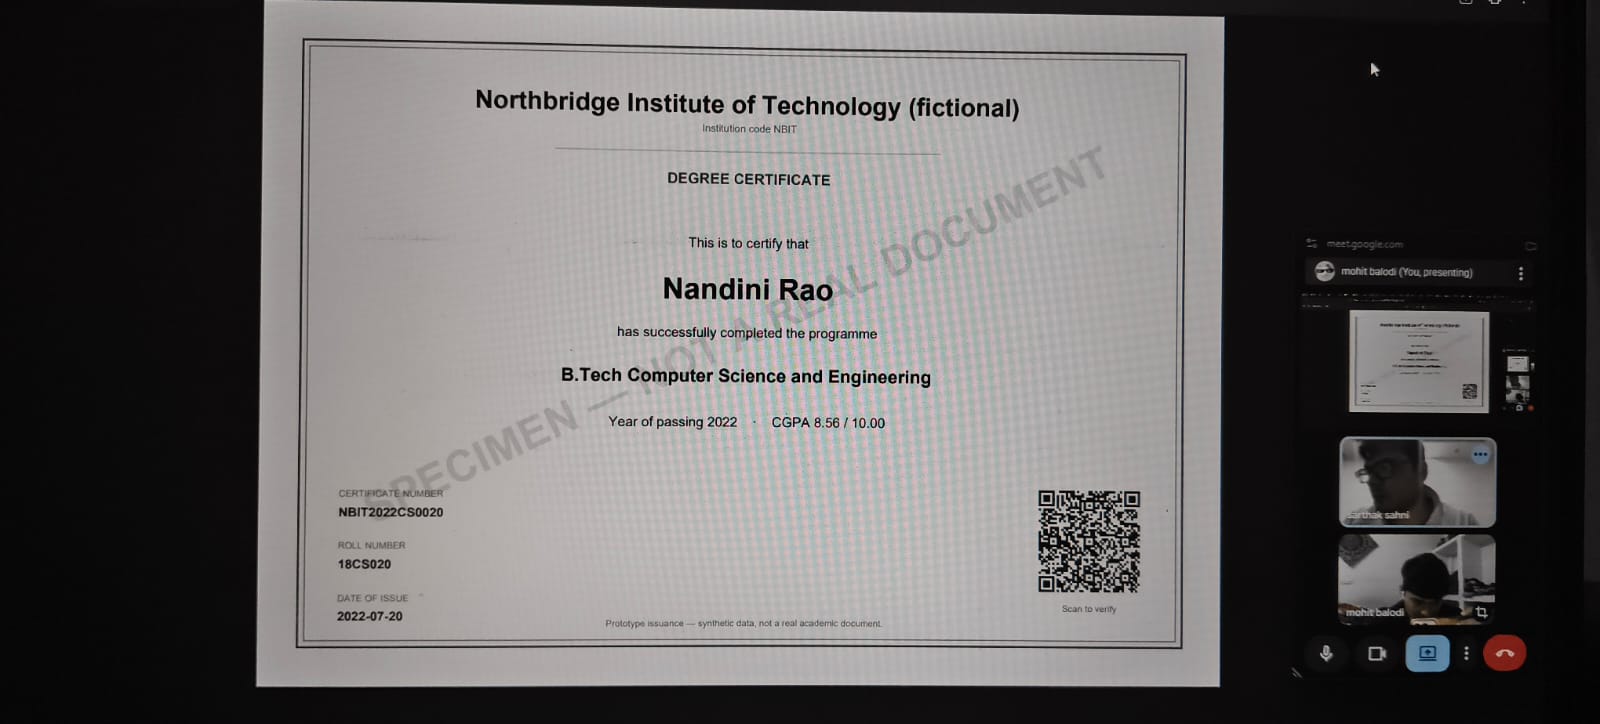 Northbridge Institute of Technology (fictional)
Institution code NBIT
DEGREE CERTIFICATE
This is to certify that
Nandini Rao
has successfully completed the programme
B.Tech Computer Science and Engineering
Year of passing 2022 · CGPA 8.56 / 10.00
SPECIMEN — NOT A REAL DOCUMENT
CERTIFICATE NUMBER
NBIT2022CS0020
ROLL NUMBER
18CS020
DATE OF ISSUE
2022-07-20
Scan to verify
Prototype issuance — synthetic data, not a real academic document.
meet.google.com
mohit balodi (You, presenting)
sarthak sahni
mohit balodi